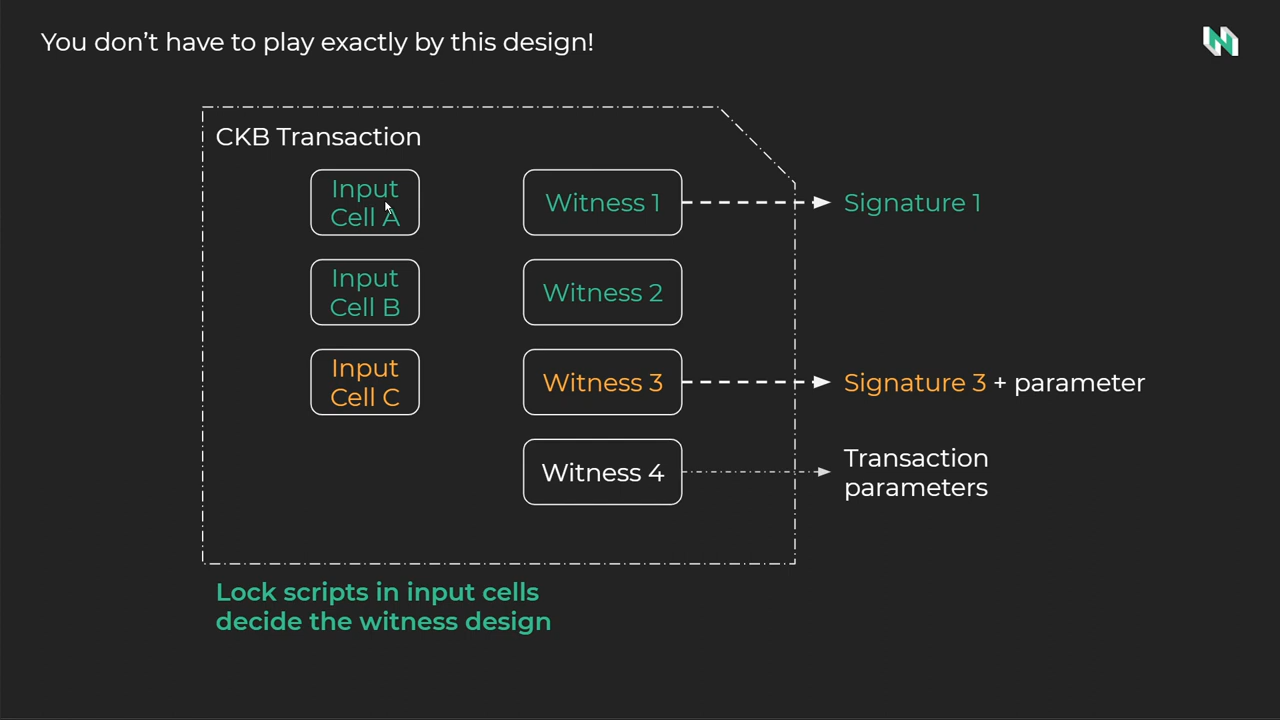 You don’t have to play exactly by this design!
CKB Transaction
Input
Cell A
Witness 1
Signature 1
Input
Cell B
Witness 2
Input
Cell C
Witness 3
Signature 3 + parameter
Witness 4
Transaction
parameters
Lock scripts in input cells
decide the witness design